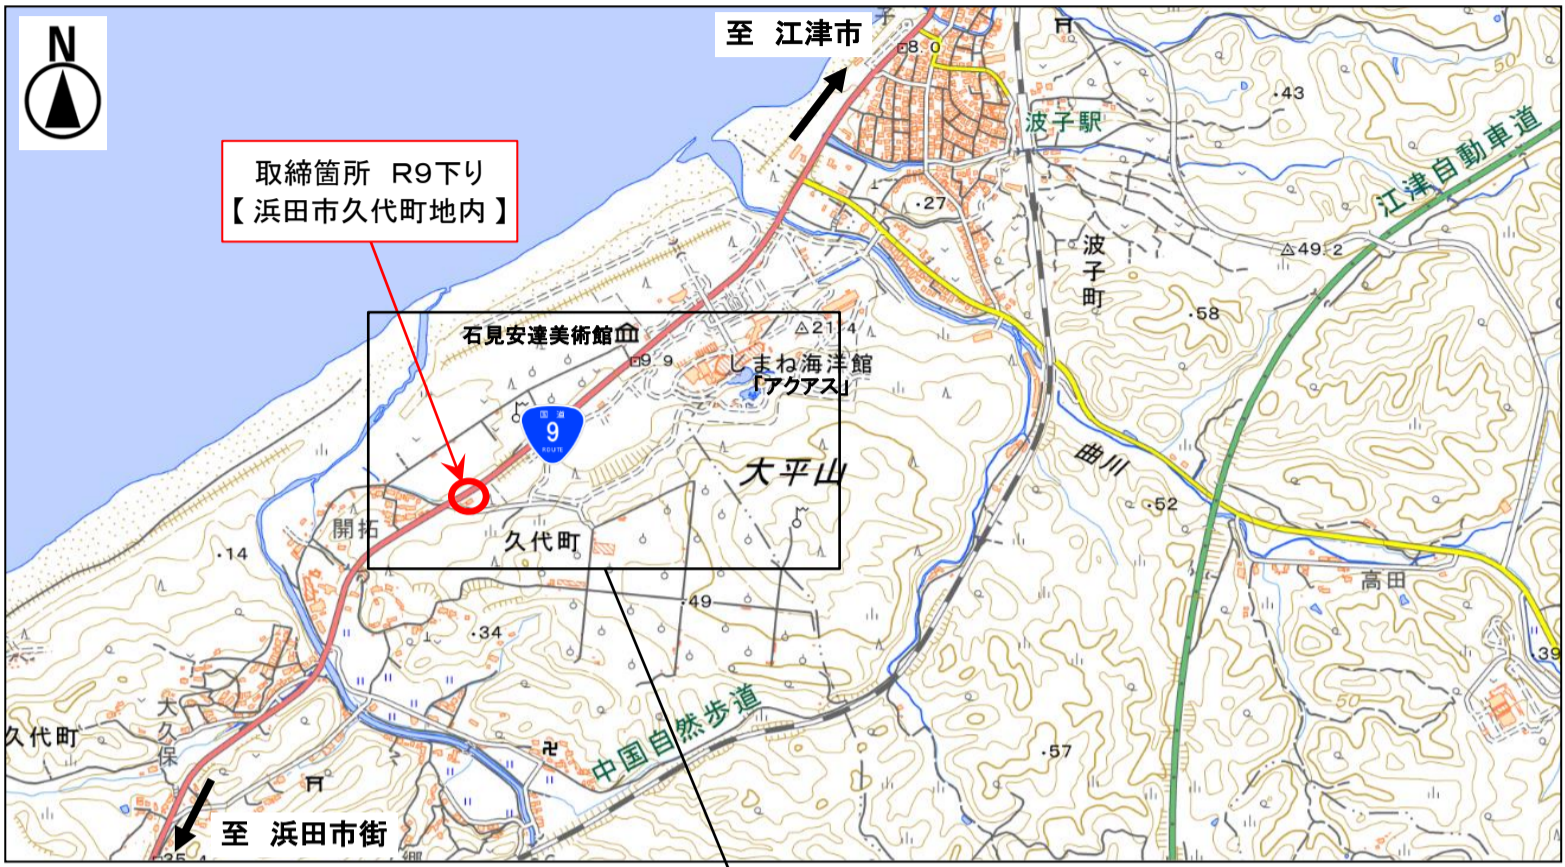 N
至 江津市
8.0
・43
50
波子駅
取締箇所 R9下り
【 浜田市久代町地内 】
江津自動車道
・27
波子町
49.2
・58
石見安達美術館
21.4
9.9
しまね海洋館
「アクアス」
国道
9
ROUTE
大平山
曲川
・52
開拓
久代町
・14
高田
・49
・34
・39
50
大久保
久代町
中国自然歩道
・57
至 浜田市街
35.4
郷